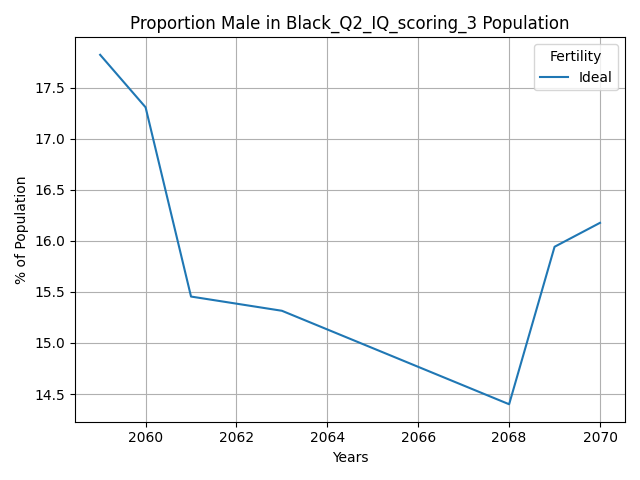 Proportion Male in Black_Q2_IQ_scoring_3 Population
Fertility
Ideal
% of Population
17.5
17.0
16.5
16.0
15.5
15.0
14.5
2060 2062 2064 2066 2068 2070
Years